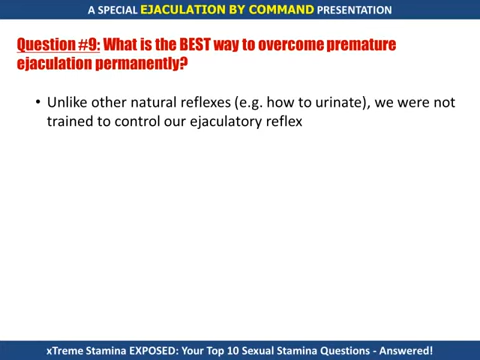 A SPECIAL EJACULATION BY COMMAND PRESENTATION
Question #9: What is the BEST way to overcome premature
ejaculation permanently?
• Unlike other natural reflexes (e.g. how to urinate), we were not
trained to control our ejaculatory reflex
xTreme Stamina EXPOSED: Your Top 10 Sexual Stamina Questions - Answered!